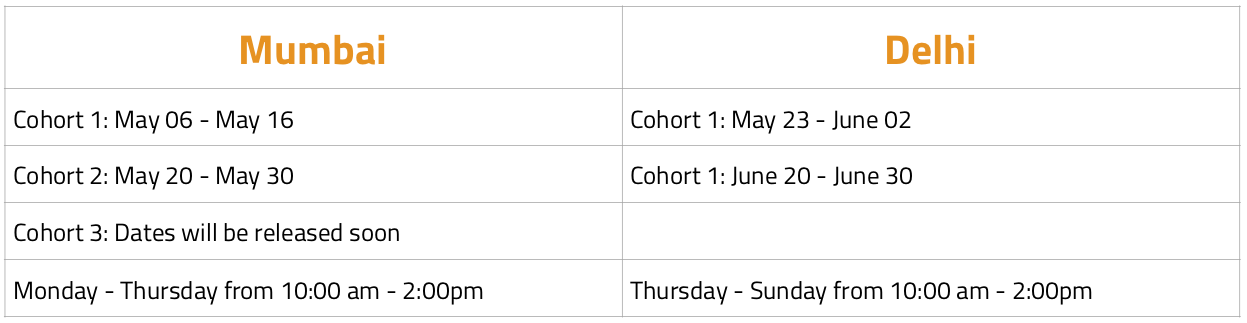 Mumbai
Delhi
Cohort 1: May 06 - May 16
Cohort 1: May 23 - June 02
Cohort 2: May 20 - May 30
Cohort 1: June 20 - June 30
Cohort 3: Dates will be released soon
Monday - Thursday from 10:00 am - 2:00pm
Thursday - Sunday from 10:00 am - 2:00pm